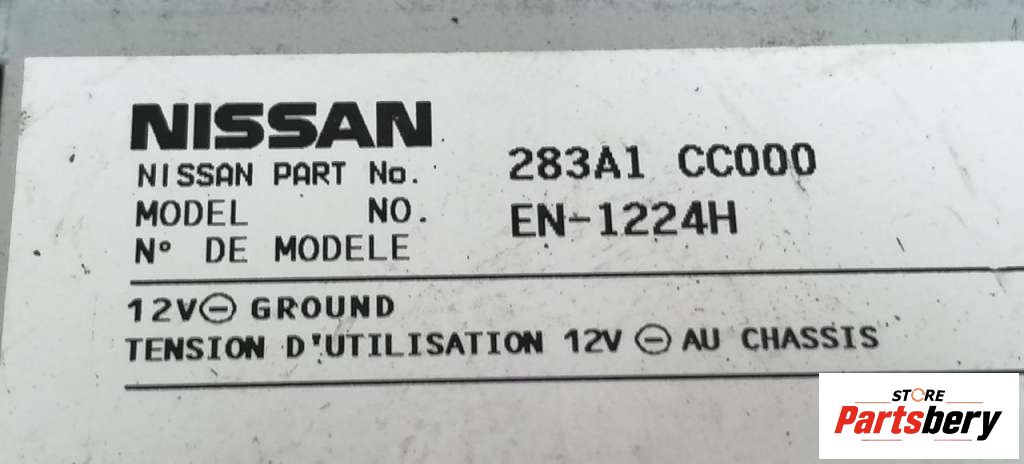 NISSAN
NISSAN PART No. 283A1 CC000
MODEL NO. EN-1224H
N° DE MODELE
12V⊖ GROUND
TENSION D'UTILISATION 12V ⊖ AU CHASSIS
STORE
Partsbery